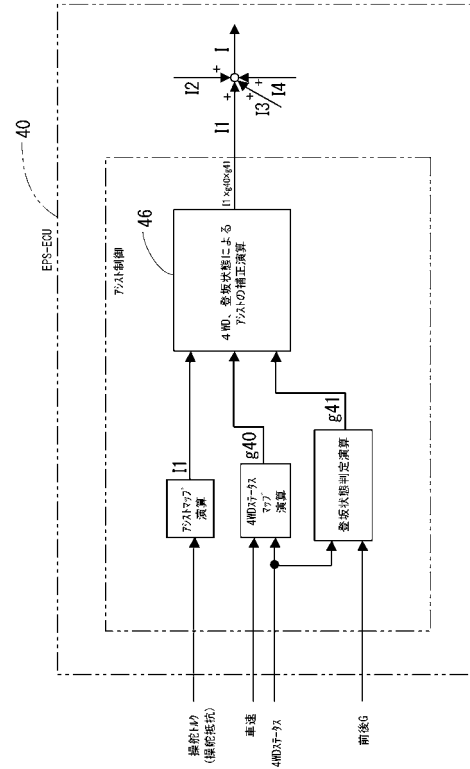 40
EPS-ECU
アシスト制御
操舵トルク
(操舵抵抗)
車速
4WDステータス
前後G
アシストマップ
演算
4WDステータス
マップ
演算
登坂状態判定演算
I1
g40
g41
46
4WD、登坂状態による
アシストの補正演算
I1×g40×g41
I1
I2
I3
I4
+
+
+
+
I